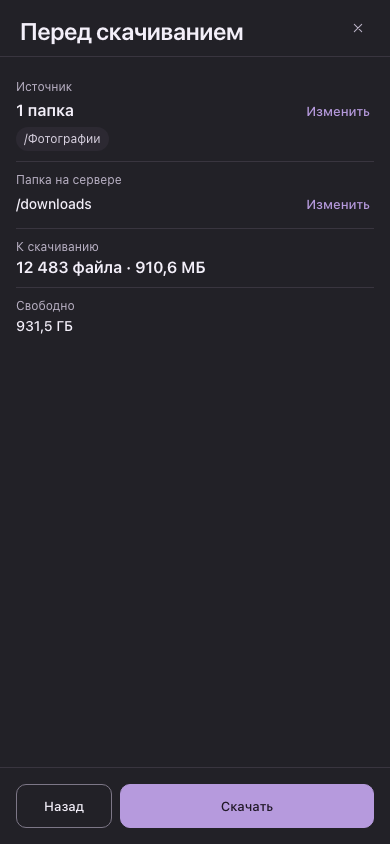 Перед скачиванием
×
Источник
1 папка
Изменить
/Фотографии
Папка на сервере
/downloads
Изменить
К скачиванию
12 483 файла · 910,6 МБ
Свободно
931,5 ГБ
Назад
Скачать